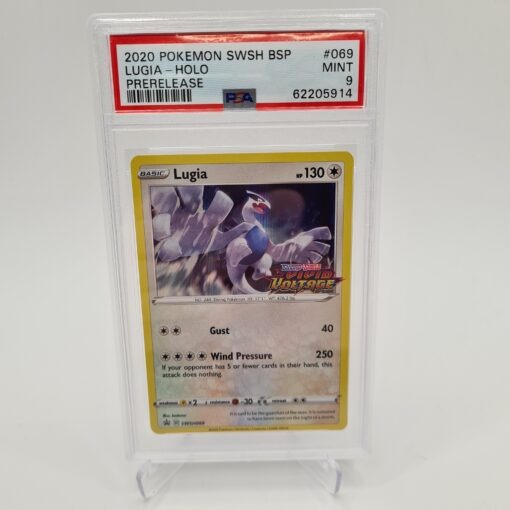 2020 POKEMON SWSH BSP #069
LUGIA - HOLO MINT
PRERELEASE 9
PSA 62205914
BASIC Lugia HP 130
VIVID
VOLTAGE
Gust 40
Wind Pressure 250
If your opponent has 5 or fewer cards in their hand, this
attack does nothing.
weakness x2 resistance -30 retreat
SWSH069